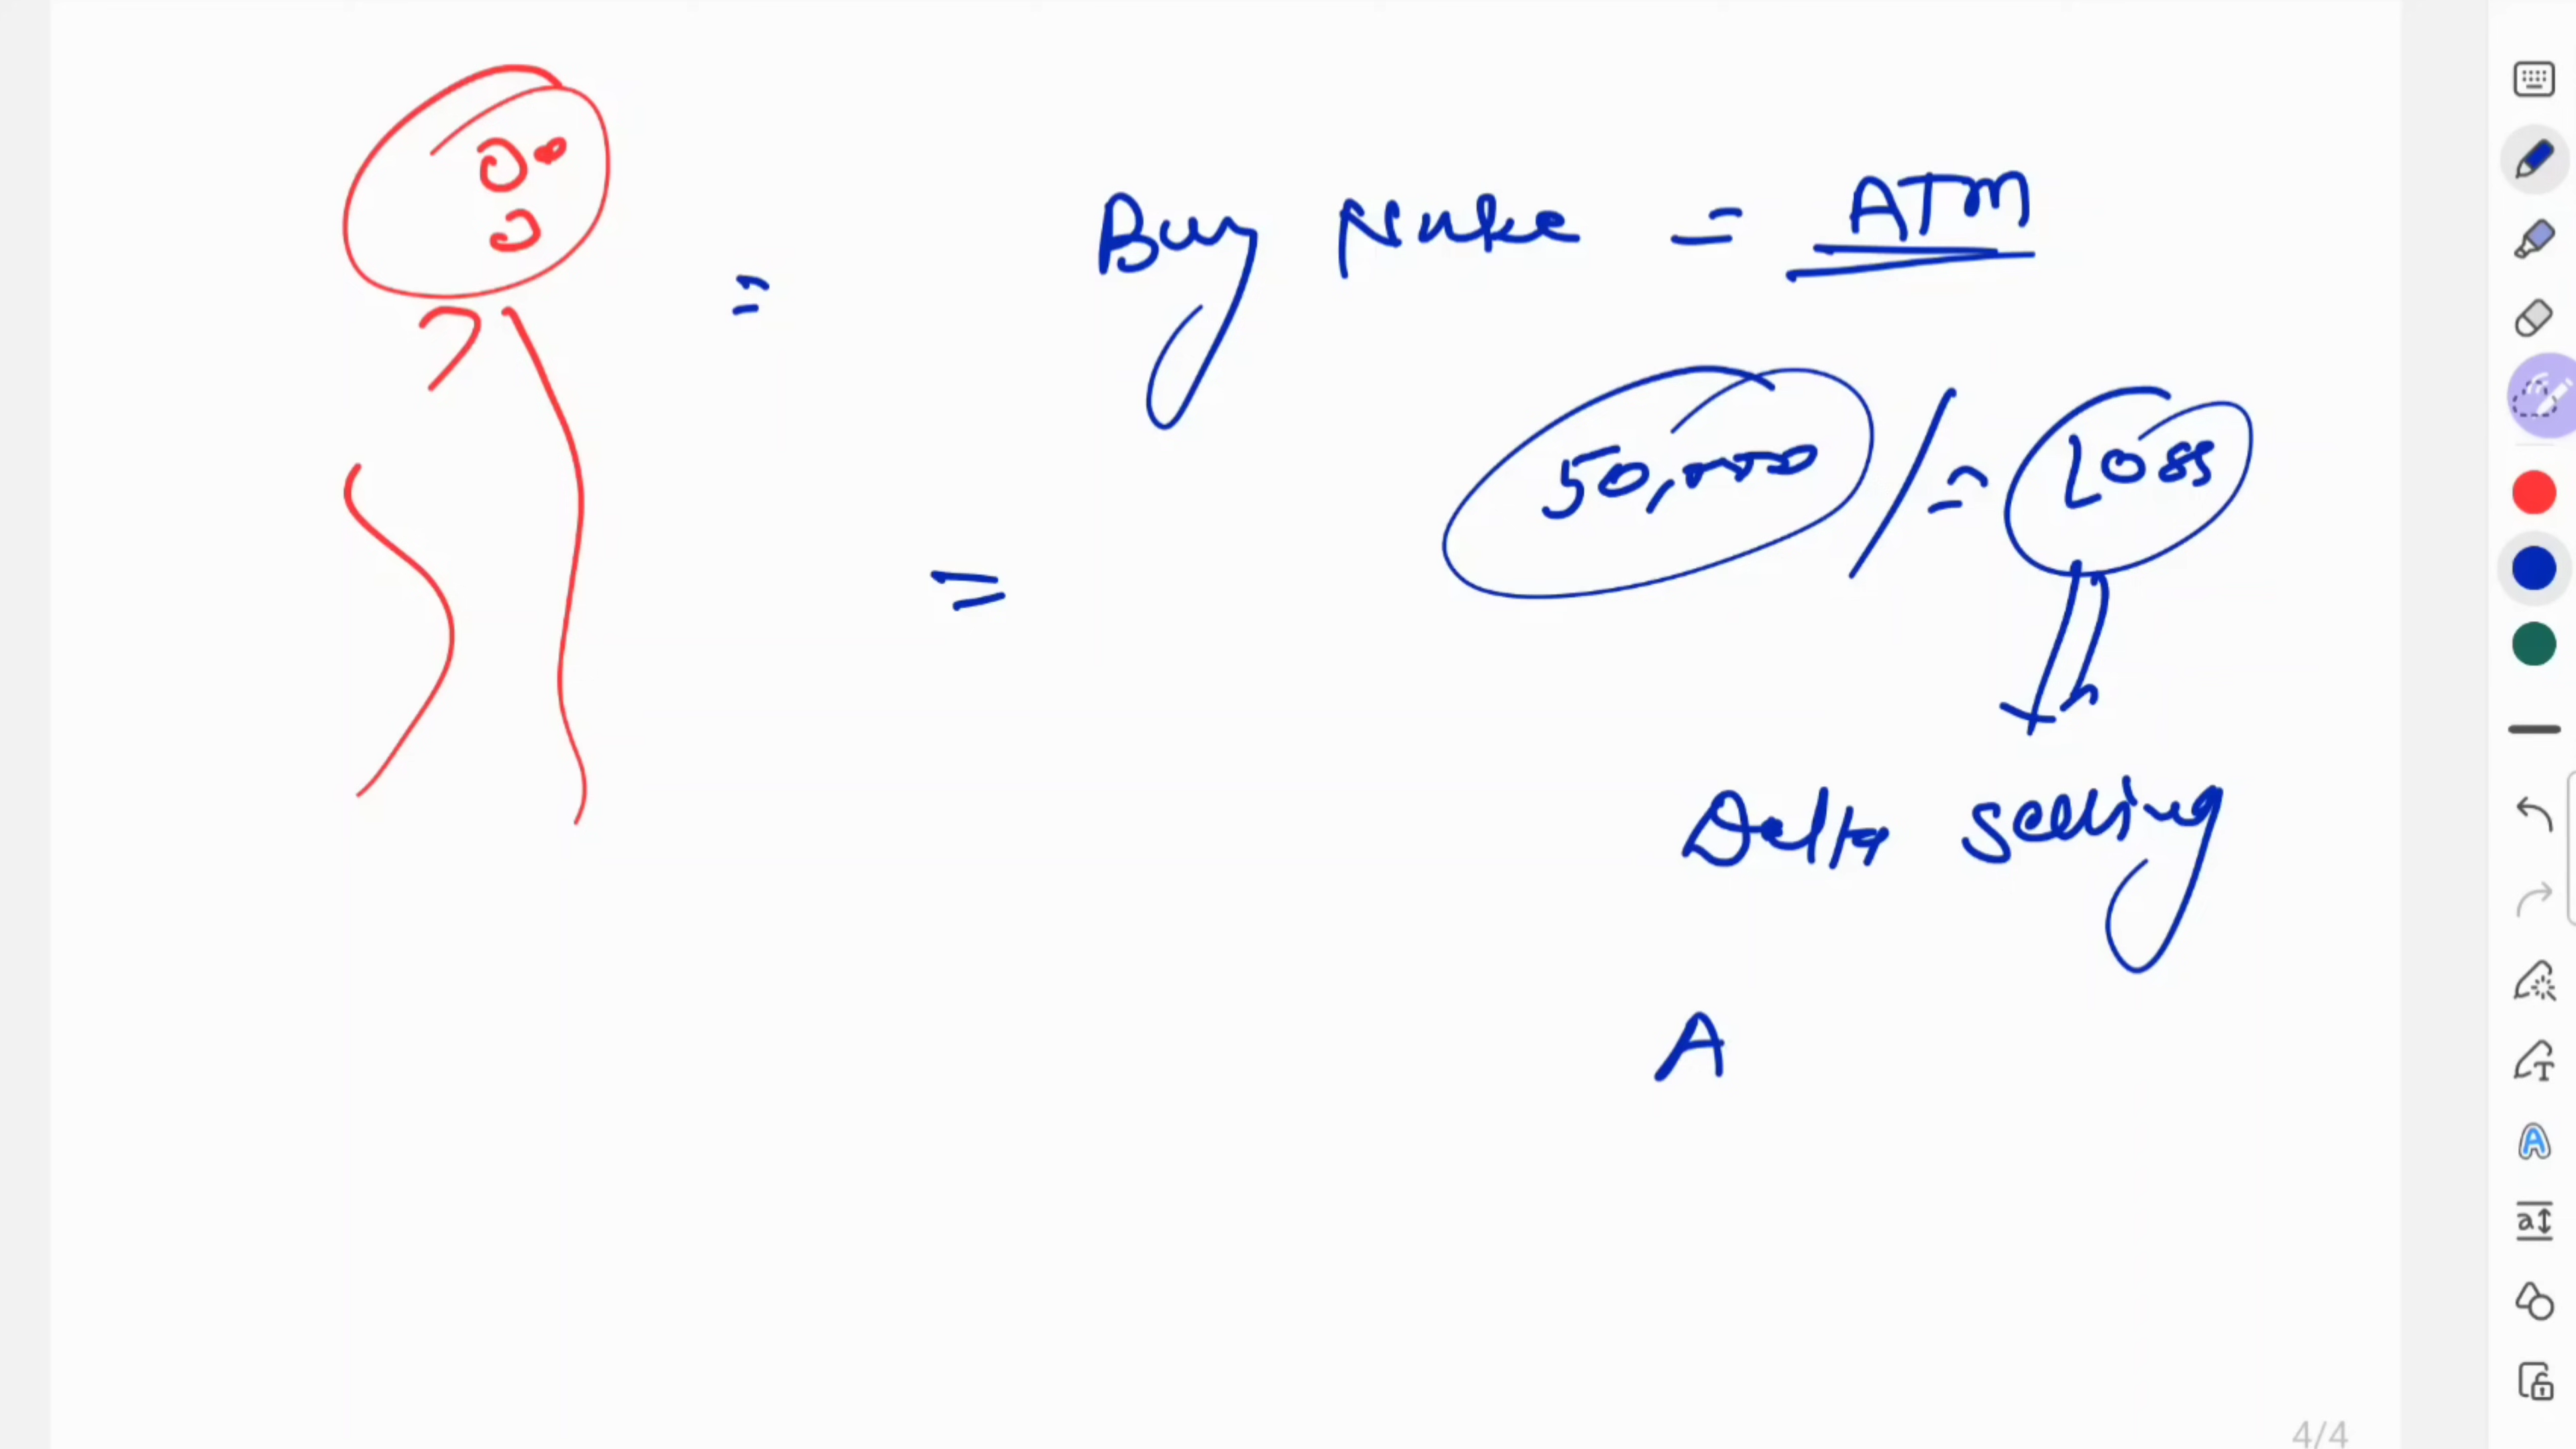 = Buy Nuke = ATM
= 50,000/= Loss
Delta Selling
A
4/4